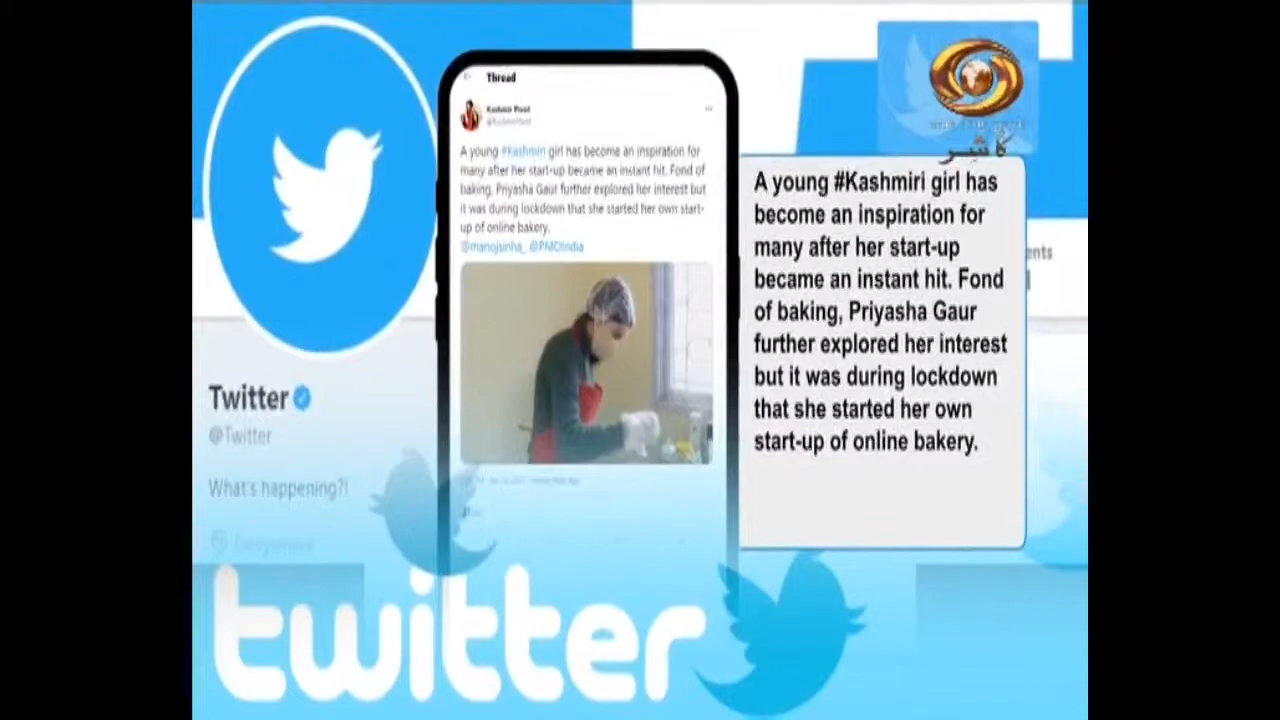 Thread
Kashmir Pixel
A young #Kashmiri girl has become an inspiration for
many after her start-up became an instant hit. Fond of
baking, Priyasha Gaur further explored her interest but
it was during lockdown that she started her own start-
up of online bakery.
@manojsinha_ @PMOIndia
كٲشِر
A young #Kashmiri girl has
become an inspiration for
many after her start-up
became an instant hit. Fond
of baking, Priyasha Gaur
further explored her interest
but it was during lockdown
that she started her own
start-up of online bakery.
Twitter
@Twitter
What's happening?!
twitter